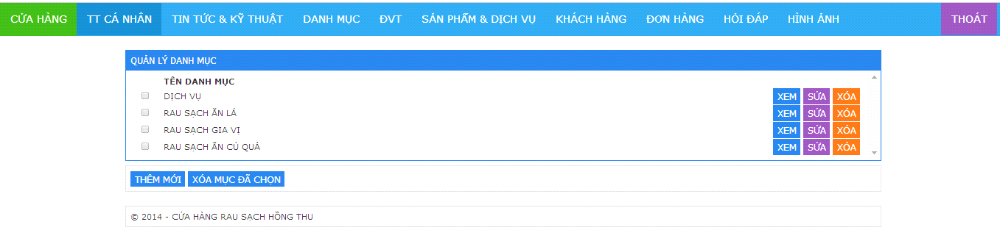 CỬA HÀNG TT CÁ NHÂN TIN TỨC & KỸ THUẬT DANH MỤC ĐVT SẢN PHẨM & DỊCH VỤ KHÁCH HÀNG ĐƠN HÀNG HỎI ĐÁP HÌNH ẢNH THOÁT
QUẢN LÝ DANH MỤC
TÊN DANH MỤC
DỊCH VỤ XEM SỬA XÓA
RAU SẠCH ĂN LÁ XEM SỬA XÓA
RAU SẠCH GIA VỊ XEM SỬA XÓA
RAU SẠCH ĂN CỦ QUẢ XEM SỬA XÓA
THÊM MỚI XÓA MỤC ĐÃ CHỌN
© 2014 - CỬA HÀNG RAU SẠCH HỒNG THU